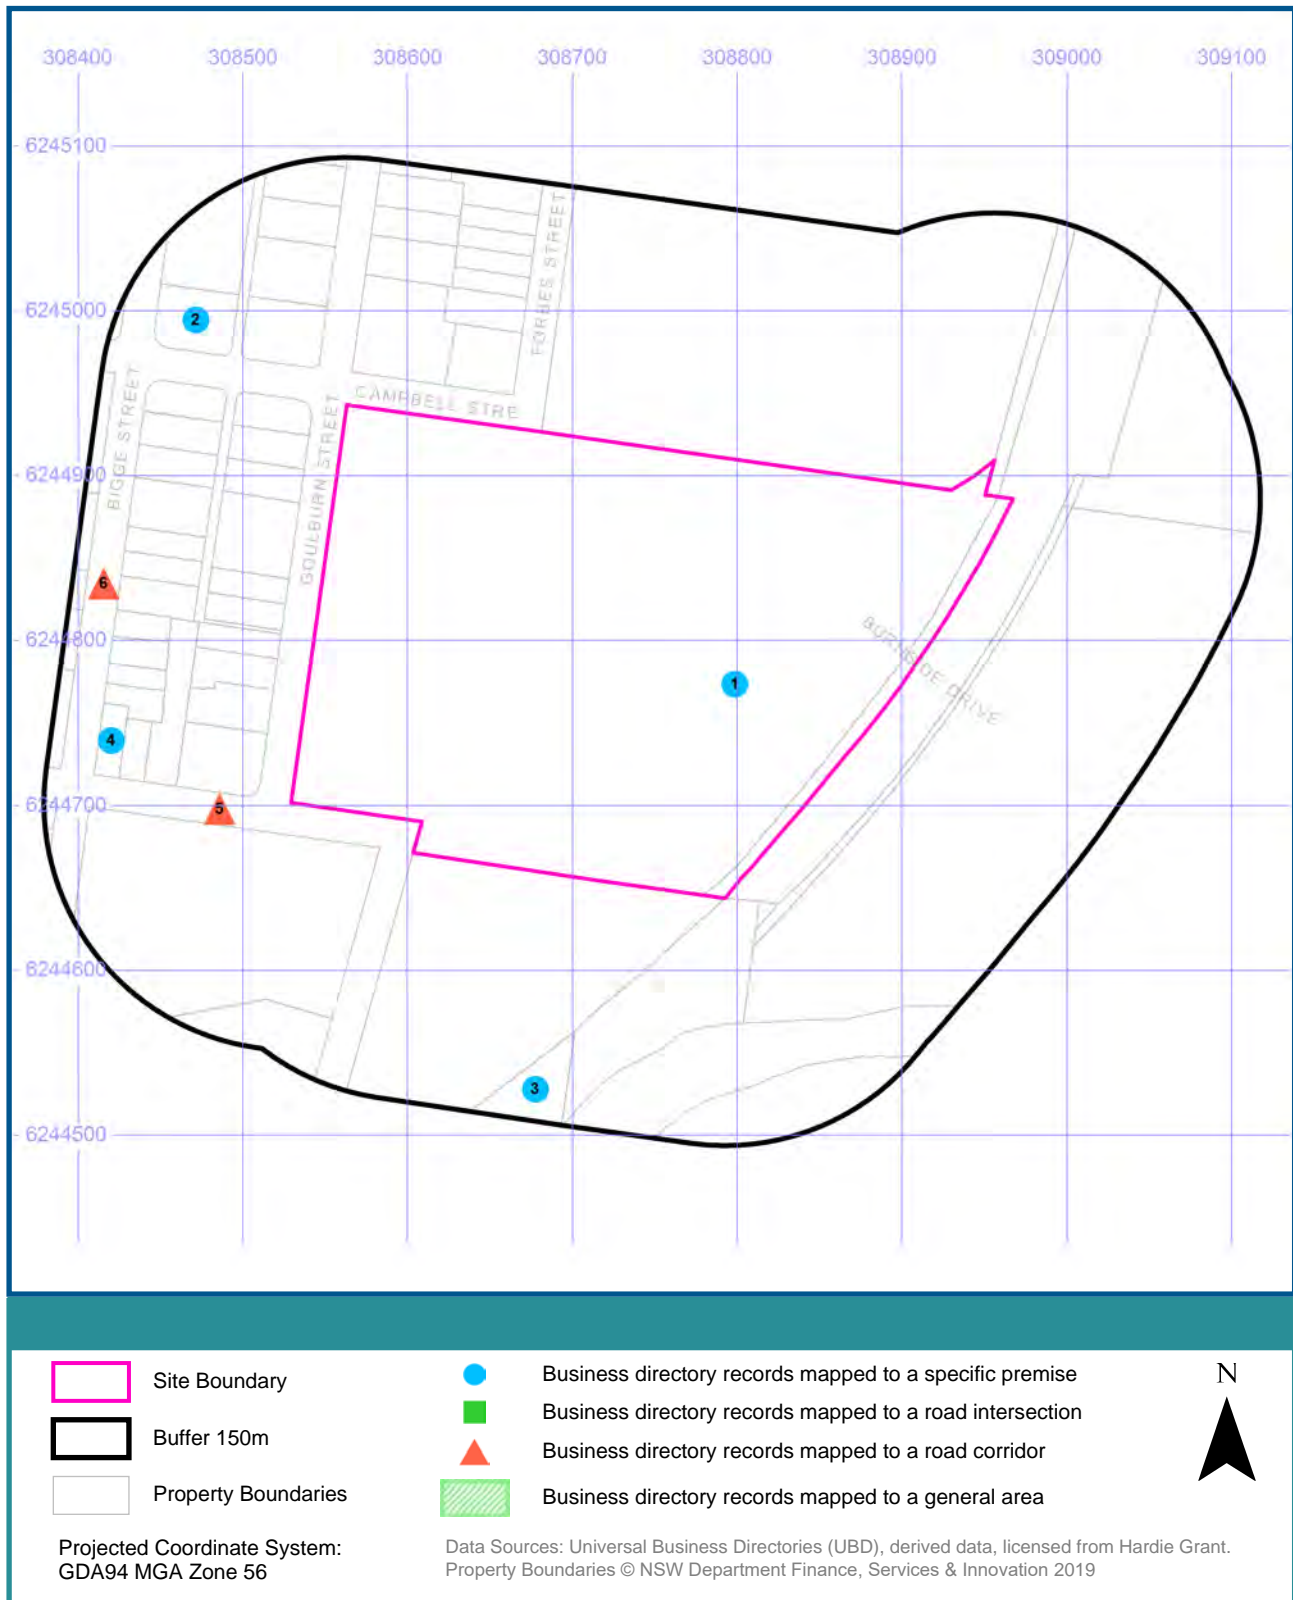 308400 308500 308600 308700 308800 308900 309000 309100
6245100
FORBES STREET
6245000
2
BIGGE STREET
GOULBURN STREET
CAMPBELL STRE
6244900
6
6244800
BURNSIDE DRIVE
1
4
5
6244700
6244600
3
6244500
Site Boundary
Buffer 150m
Property Boundaries
Projected Coordinate System:
GDA94 MGA Zone 56
Business directory records mapped to a specific premise
Business directory records mapped to a road intersection
Business directory records mapped to a road corridor
Business directory records mapped to a general area
Data Sources: Universal Business Directories (UBD), derived data, licensed from Hardie Grant.
Property Boundaries © NSW Department Finance, Services & Innovation 2019
N